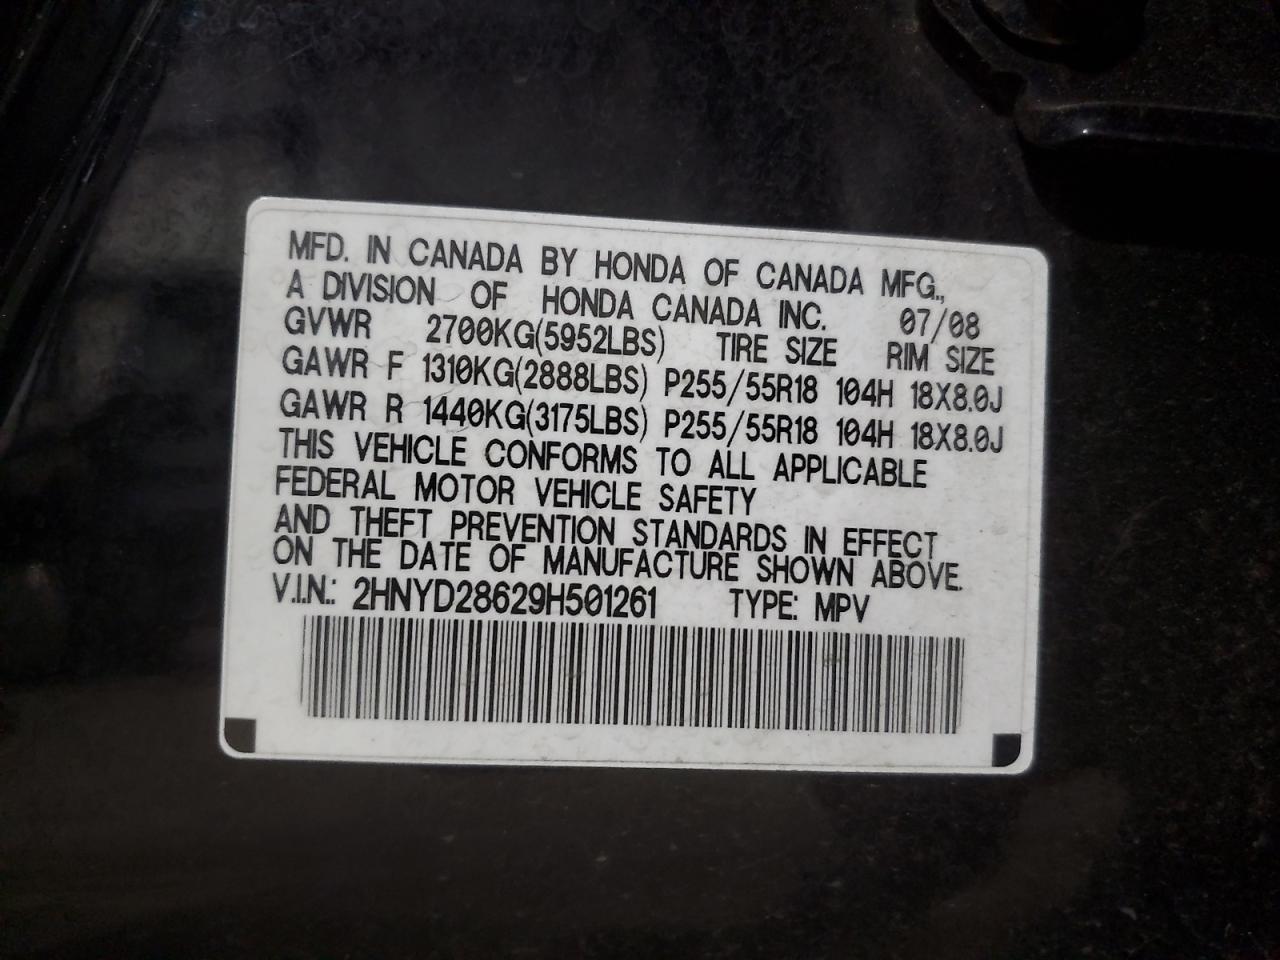 MFD. IN CANADA BY HONDA OF CANADA MFG.,
A DIVISION OF HONDA CANADA INC. 07/08
GVWR 2700KG(5952LBS) TIRE SIZE RIM SIZE
GAWR F 1310KG(2888LBS) P255/55R18 104H 18X8.0J
GAWR R 1440KG(3175LBS) P255/55R18 104H 18X8.0J
THIS VEHICLE CONFORMS TO ALL APPLICABLE
FEDERAL MOTOR VEHICLE SAFETY
AND THEFT PREVENTION STANDARDS IN EFFECT
ON THE DATE OF MANUFACTURE SHOWN ABOVE.
V.I.N.: 2HNYD28629H501261 TYPE: MPV